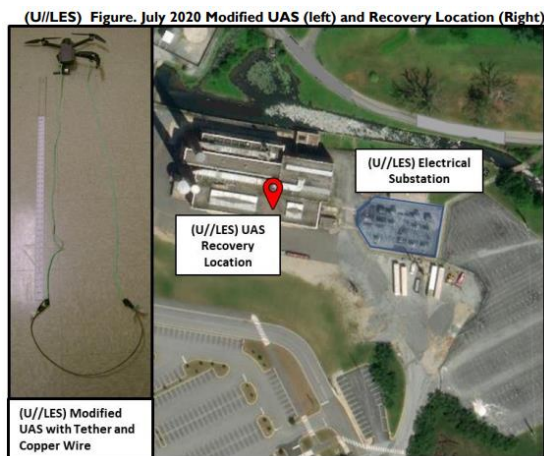 (U//LES) Figure. July 2020 Modified UAS (left) and Recovery Location (Right)
(U//LES) Electrical
Substation
(U//LES) UAS
Recovery
Location
(U//LES) Modified
UAS with Tether and
Copper Wire